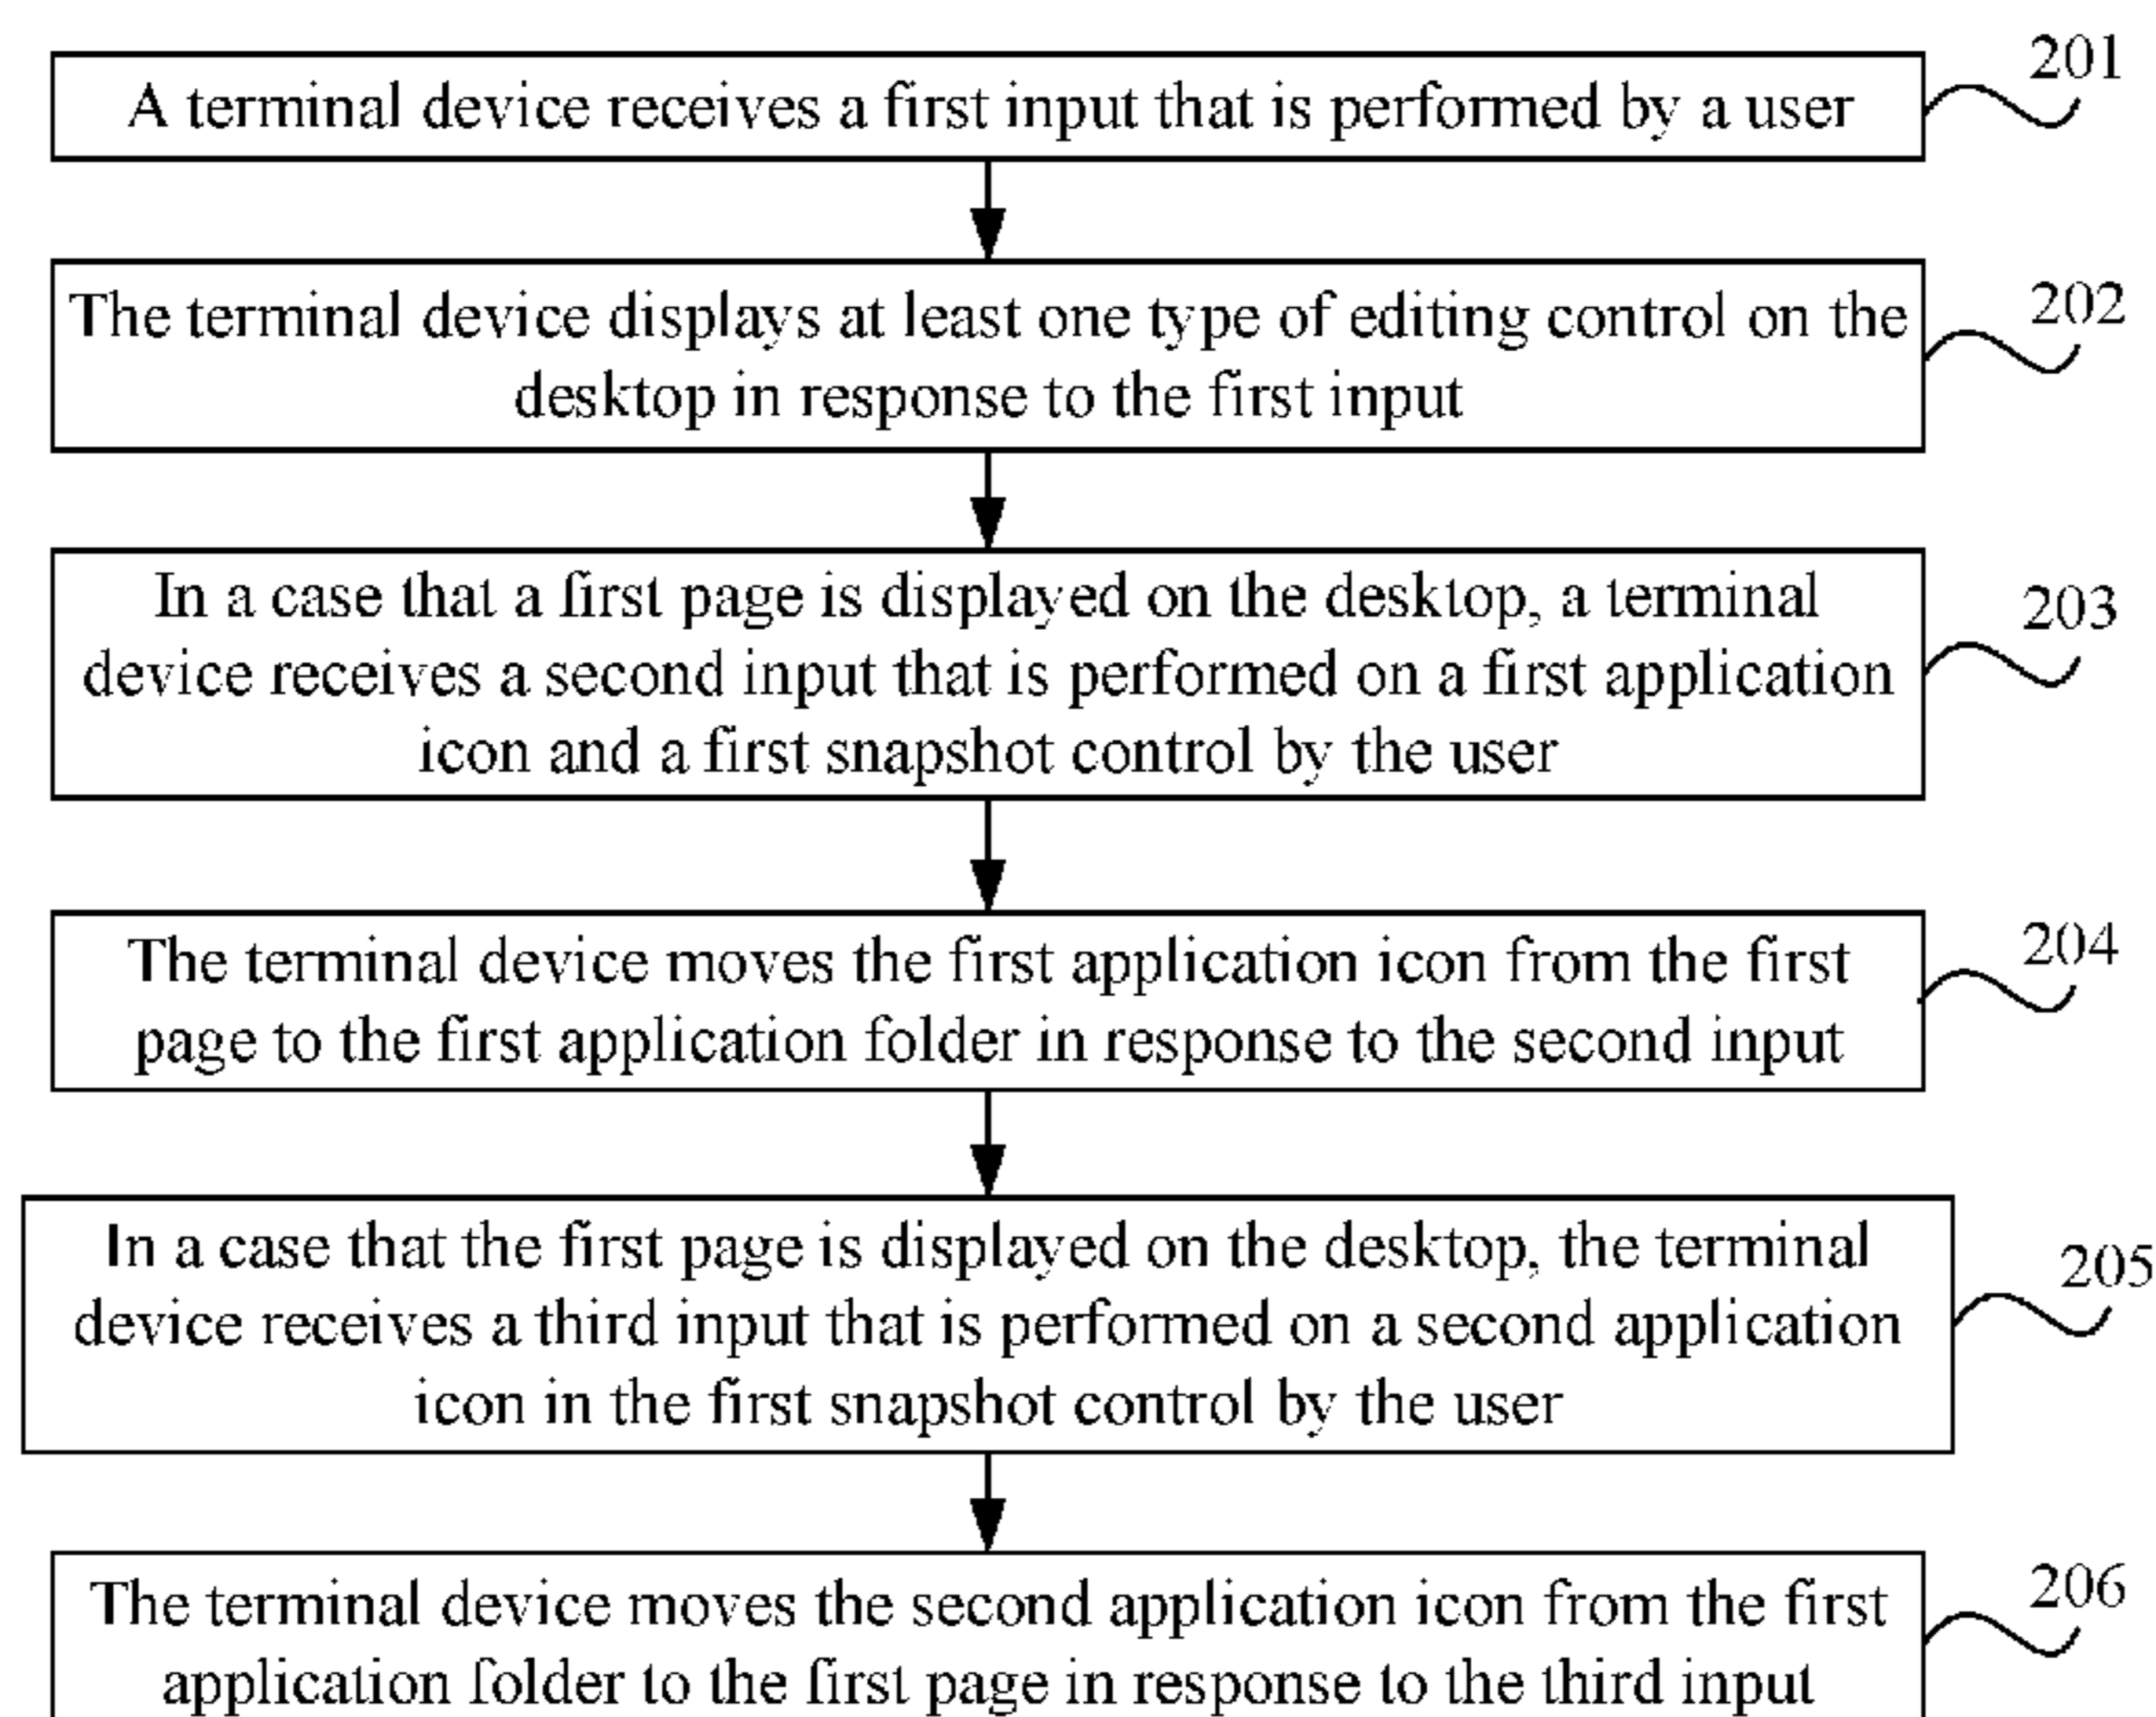 201
A terminal device receives a first input that is performed by a user
202
The terminal device displays at least one type of editing control on the
desktop in response to the first input
203
In a case that a first page is displayed on the desktop, a terminal
device receives a second input that is performed on a first application
icon and a first snapshot control by the user
204
The terminal device moves the first application icon from the first
page to the first application folder in response to the second input
205
In a case that the first page is displayed on the desktop, the terminal
device receives a third input that is performed on a second application
icon in the first snapshot control by the user
206
The terminal device moves the second application icon from the first
application folder to the first page in response to the third input